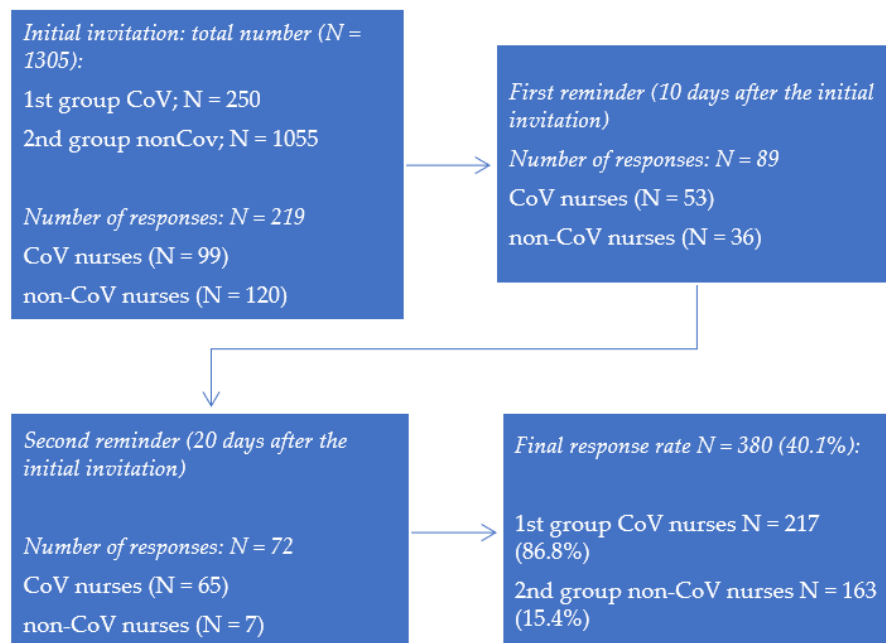 Initial invitation: total number (N =
1305):
1st group CoV; N = 250
2nd group nonCov; N = 1055
Number of responses: N = 219
CoV nurses (N = 99)
non-CoV nurses (N = 120)
First reminder (10 days after the initial
invitation)
Number of responses: N = 89
CoV nurses (N = 53)
non-CoV nurses (N = 36)
Second reminder (20 days after the
initial invitation)
Number of responses: N = 72
CoV nurses (N = 65)
non-CoV nurses (N = 7)
Final response rate N = 380 (40.1%):
1st group CoV nurses N = 217
(86.8%)
2nd group non-CoV nurses N = 163
(15.4%)